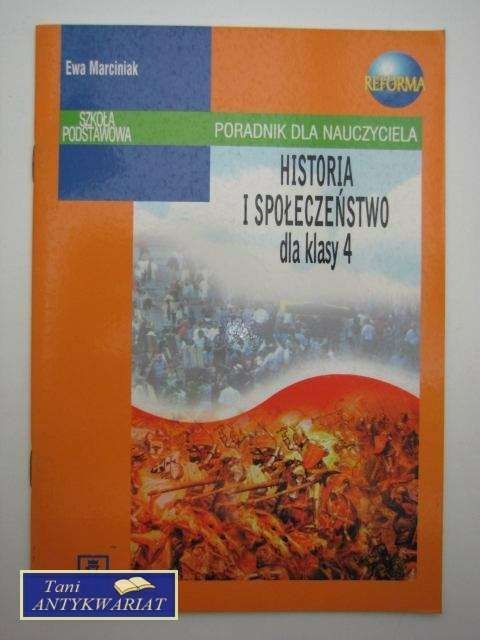 Ewa Marciniak
REFORMA
SZKOŁA
PODSTAWOWA
PORADNIK DLA NAUCZYCIELA
HISTORIA
I SPOŁECZEŃSTWO
dla klasy 4
Tani
ANTYKWARIAT